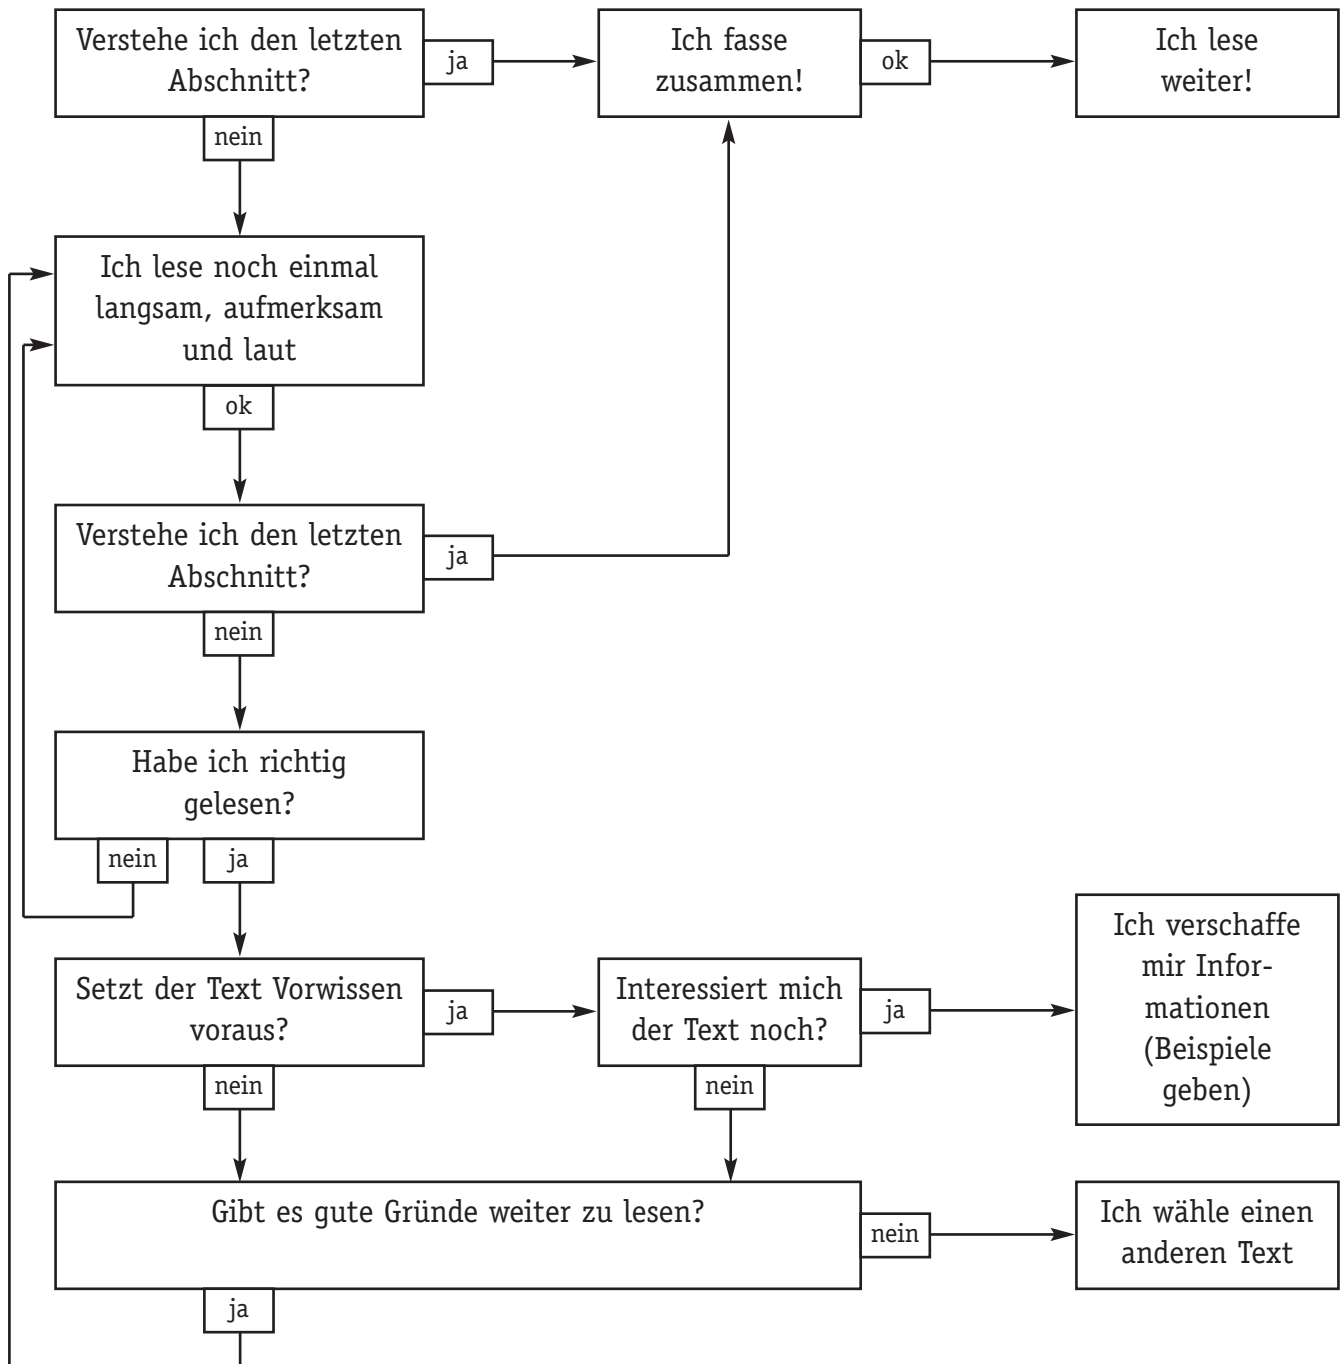 Verstehe ich den letzten
Abschnitt?
ja
Ich fasse
zusammen!
ok
Ich lese
weiter!
nein
Ich lese noch einmal
langsam, aufmerksam
und laut
ok
Verstehe ich den letzten
Abschnitt?
ja
nein
Habe ich richtig
gelesen?
nein
ja
Setzt der Text Vorwissen
voraus?
ja
Interessiert mich
der Text noch?
ja
Ich verschaffe
mir Infor-
mationen
(Beispiele
geben)
nein
nein
Gibt es gute Gründe weiter zu lesen?
nein
Ich wähle einen
anderen Text
ja